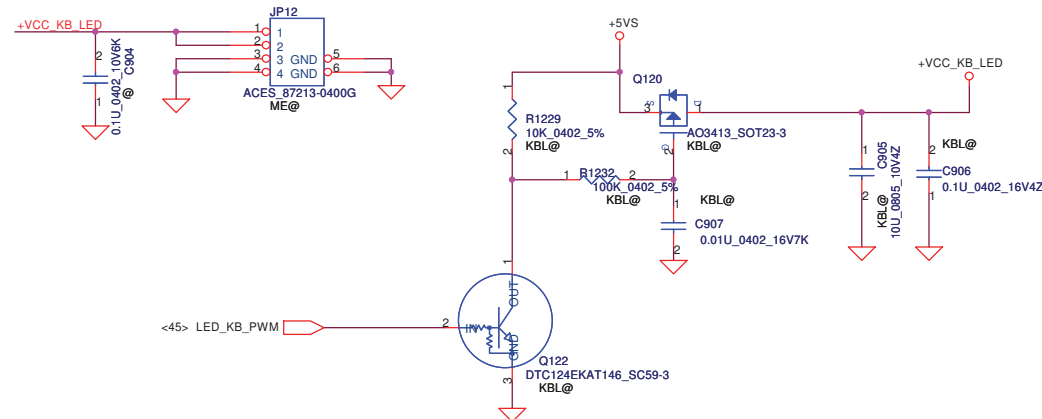 JP12
+VCC_KB_LED
1
2
3
4
1
2
3 GND
4 GND
5
6
2
1
0.1U_0402_10V6K
C904
@
ACES_87213-0400G
ME@
+5VS
Q120
3
S
D
1
G
2
AO3413_SOT23-3
KBL@
+VCC_KB_LED
1
R1229
10K_0402_5%
KBL@
2
1
R1232
2
100K_0402_5%
KBL@
KBL@
1
C907
0.01U_0402_16V7K
2
1
2
C905
10U_0805_10V4Z
KBL@
2
KBL@
C906
0.1U_0402_16V4Z
1
1
OUT
<45> LED_KB_PWM
2
IN
GND
3
Q122
DTC124EKAT146_SC59-3
KBL@